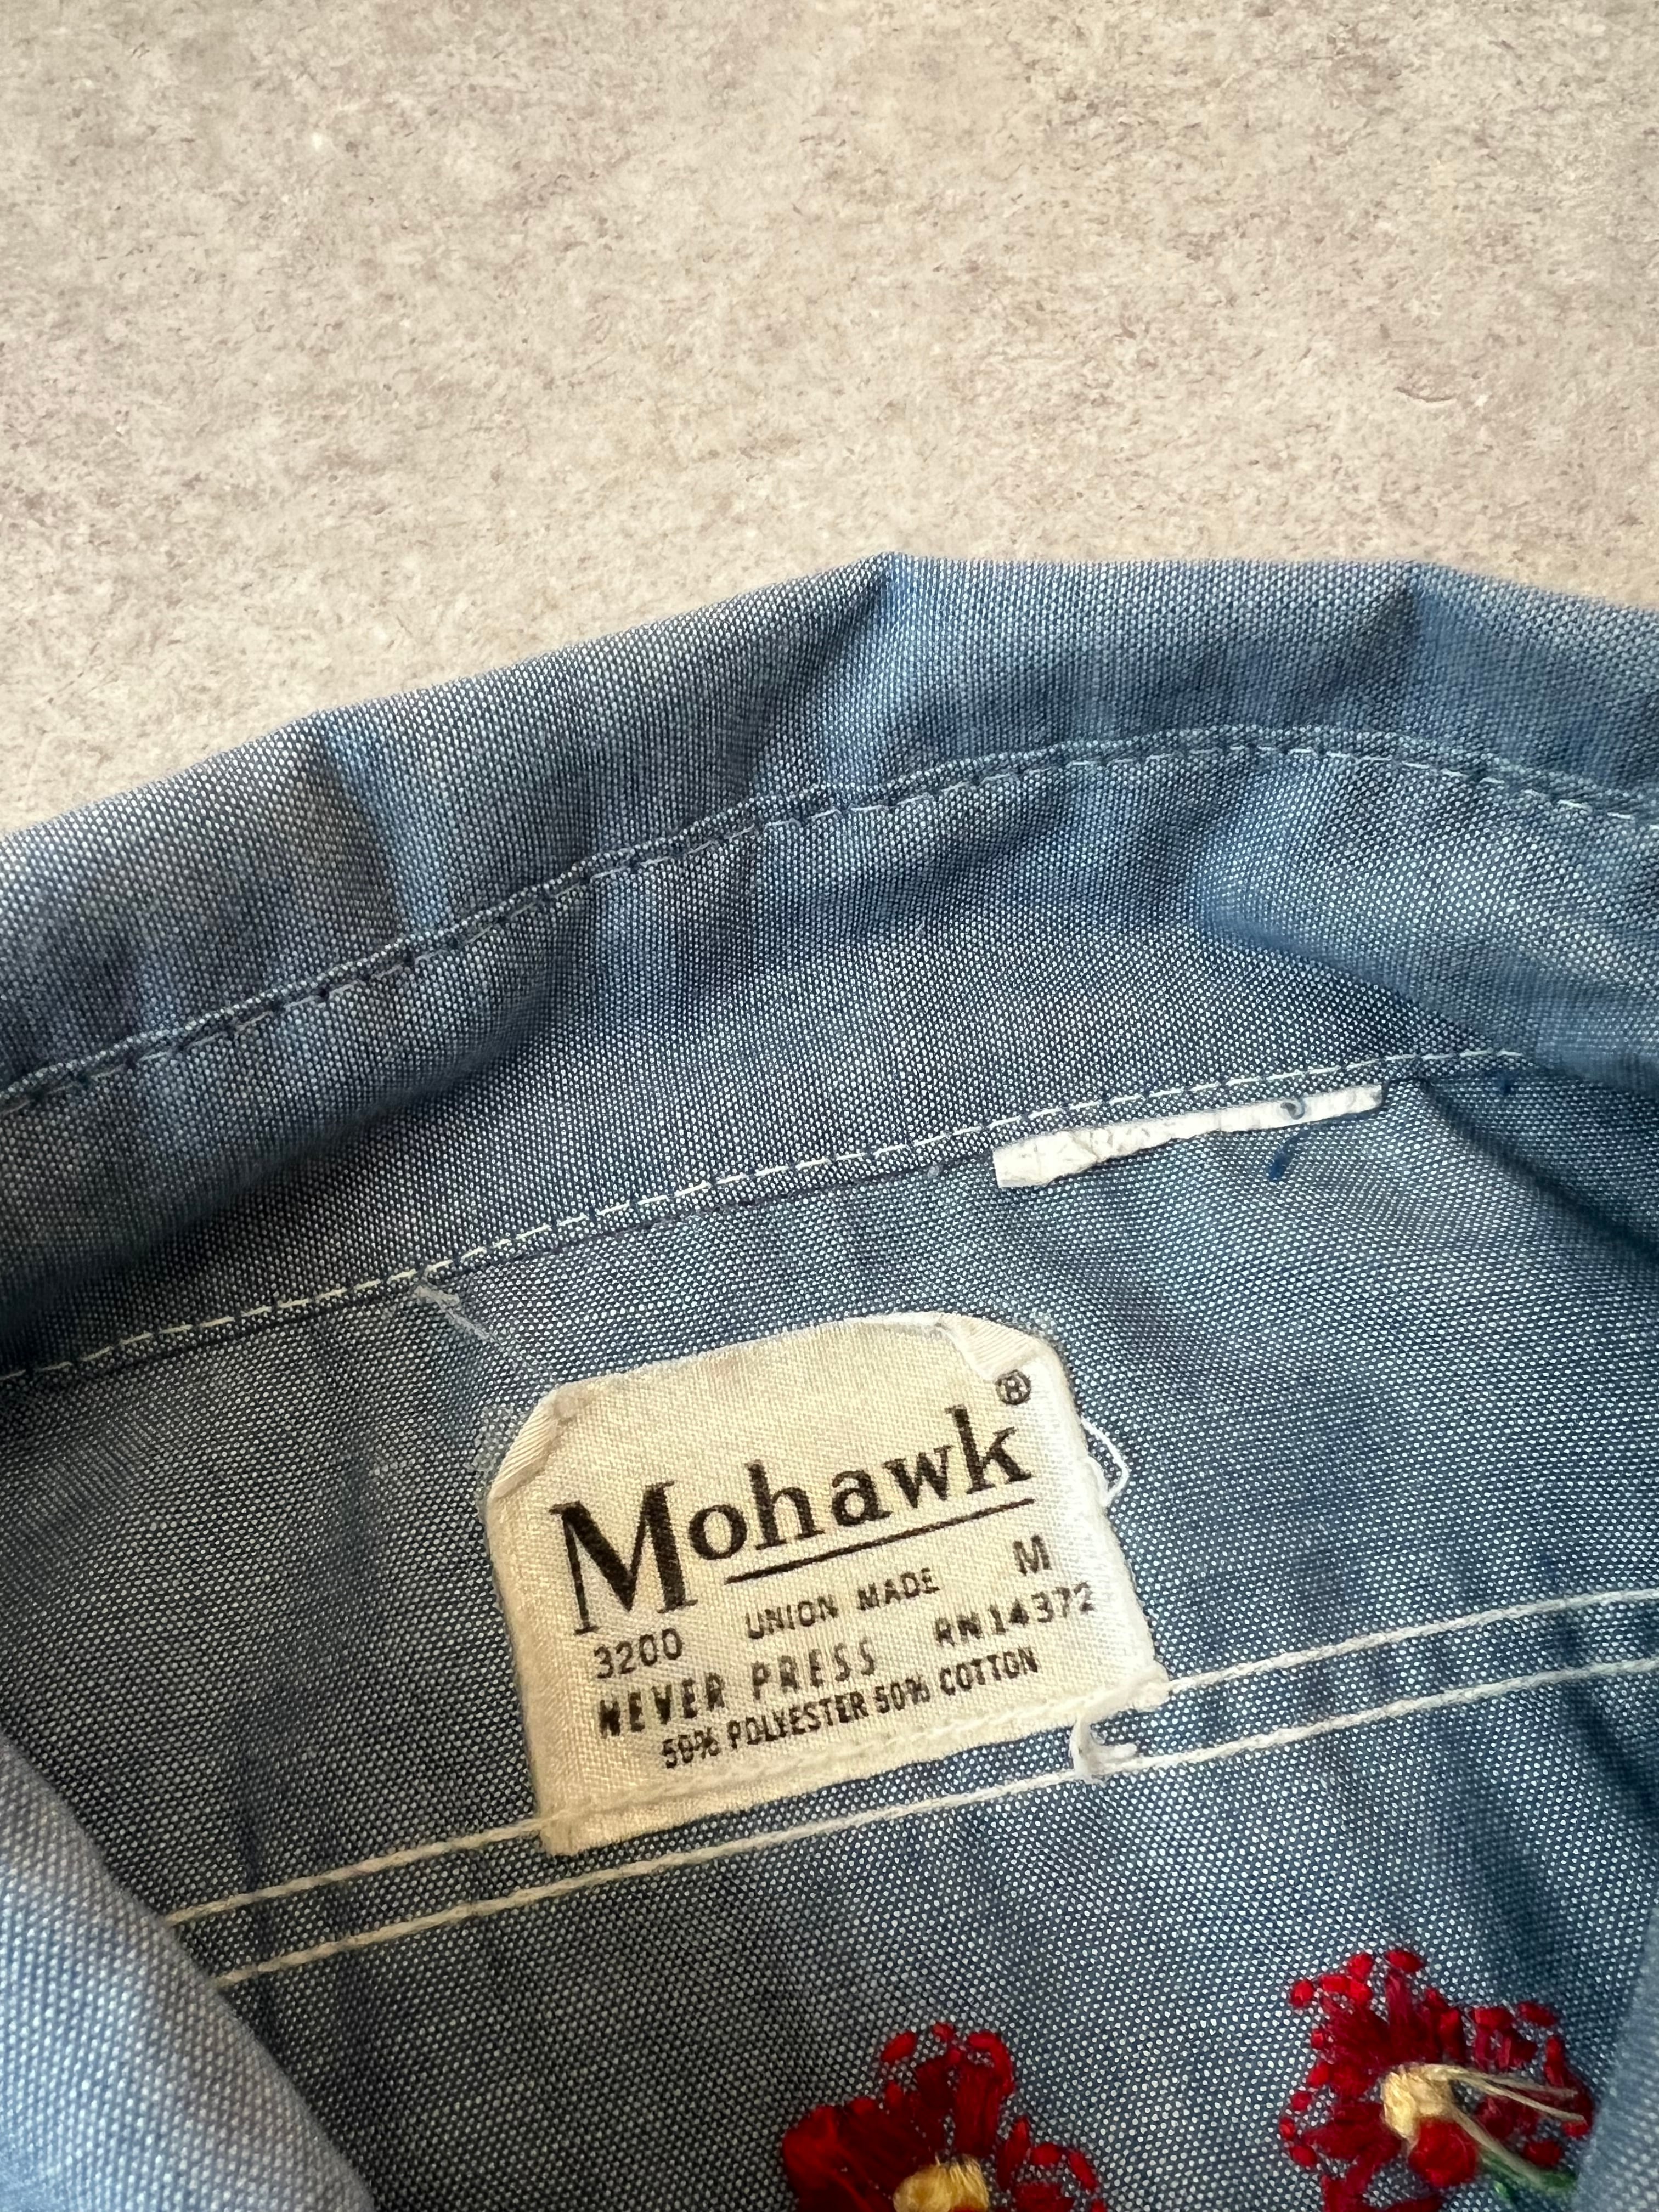 Mohawk®
UNION MADE M
3200 RN14372
NEVER PRESS
50% POLYESTER 50% COTTON